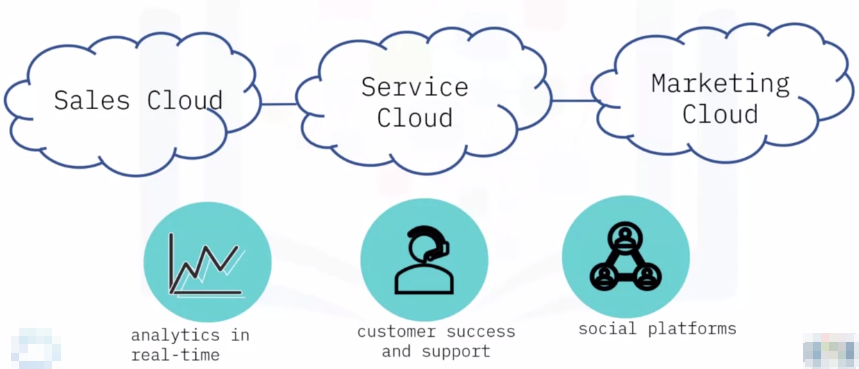 Sales Cloud
Service
Cloud
Marketing
Cloud
analytics in
real-time
customer success
and support
social platforms